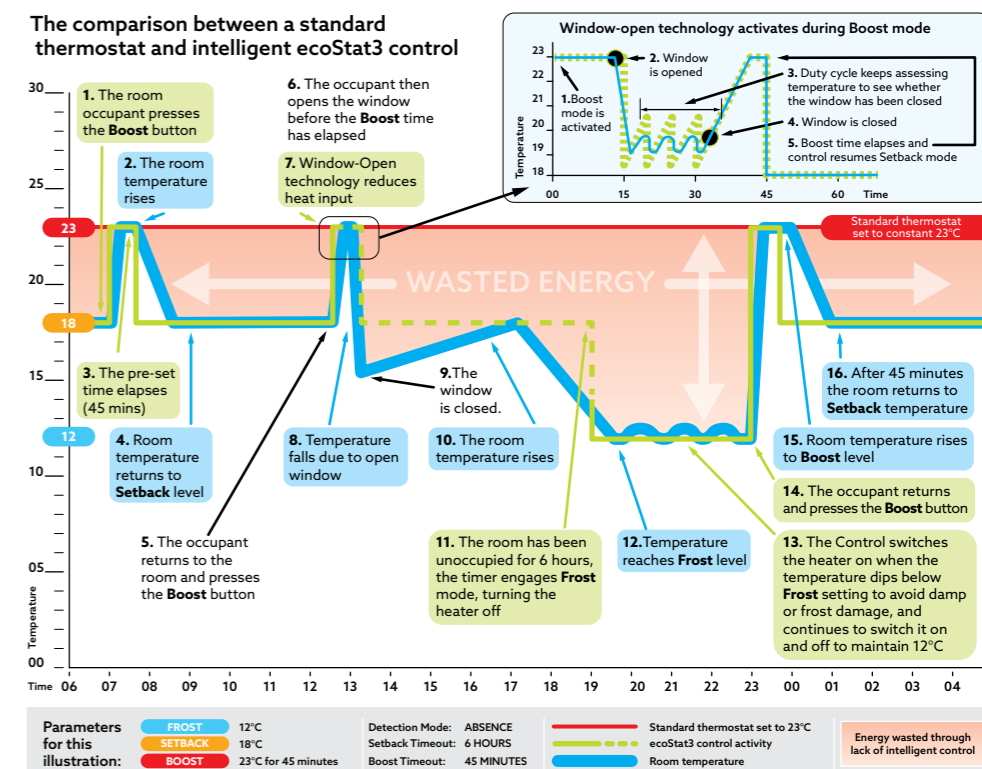 The comparison between a standard
thermostat and intelligent ecoStat3 control
Window-open technology activates during Boost mode
23
22
21
20
19
18
Temperature
00
15
30
45
60
Time
1.Boost
mode is
activated
2. Window
is opened
3. Duty cycle keeps assessing
temperature to see whether
the window has been closed
4. Window is closed
5. Boost time elapses and
control resumes Setback mode
30
25
23
20
18
15
12
10
05
00
Temperature
1. The room
occupant presses
the Boost button
2. The room
temperature
rises
3. The pre-set
time elapses
(45 mins)
4. Room
temperature
returns to
Setback level
5. The occupant
returns to the
room and presses
the Boost button
6. The occupant then
opens the window
before the Boost time
has elapsed
7. Window-Open
technology reduces
heat input
8. Temperature
falls due to open
window
9.The
window
is closed.
10. The room
temperature rises
11. The room has been
unoccupied for 6 hours,
the timer engages Frost
mode, turning the
heater off
12.Temperature
reaches Frost level
13. The Control switches
the heater on when the
temperature dips below
Frost setting to avoid damp
or frost damage, and
continues to switch it on
and off to maintain 12°C
14. The occupant returns
and presses the Boost button
15. Room temperature rises
to Boost level
16. After 45 minutes
the room returns to
Setback temperature
Standard thermostat
set to constant 23°C
WASTED ENERGY
Time 06 07 08 09 10 11 12 13 14 15 16 17 18 19 20 21 22 23 00 01 02 03 04
Parameters
for this
illustration:
FROST 12°C
SETBACK 18°C
BOOST 23°C for 45 minutes
Detection Mode: ABSENCE
Setback Timeout: 6 HOURS
Boost Timeout: 45 MINUTES
Standard thermostat set to 23°C
ecoStat3 control activity
Room temperature
Energy wasted through
lack of intelligent control